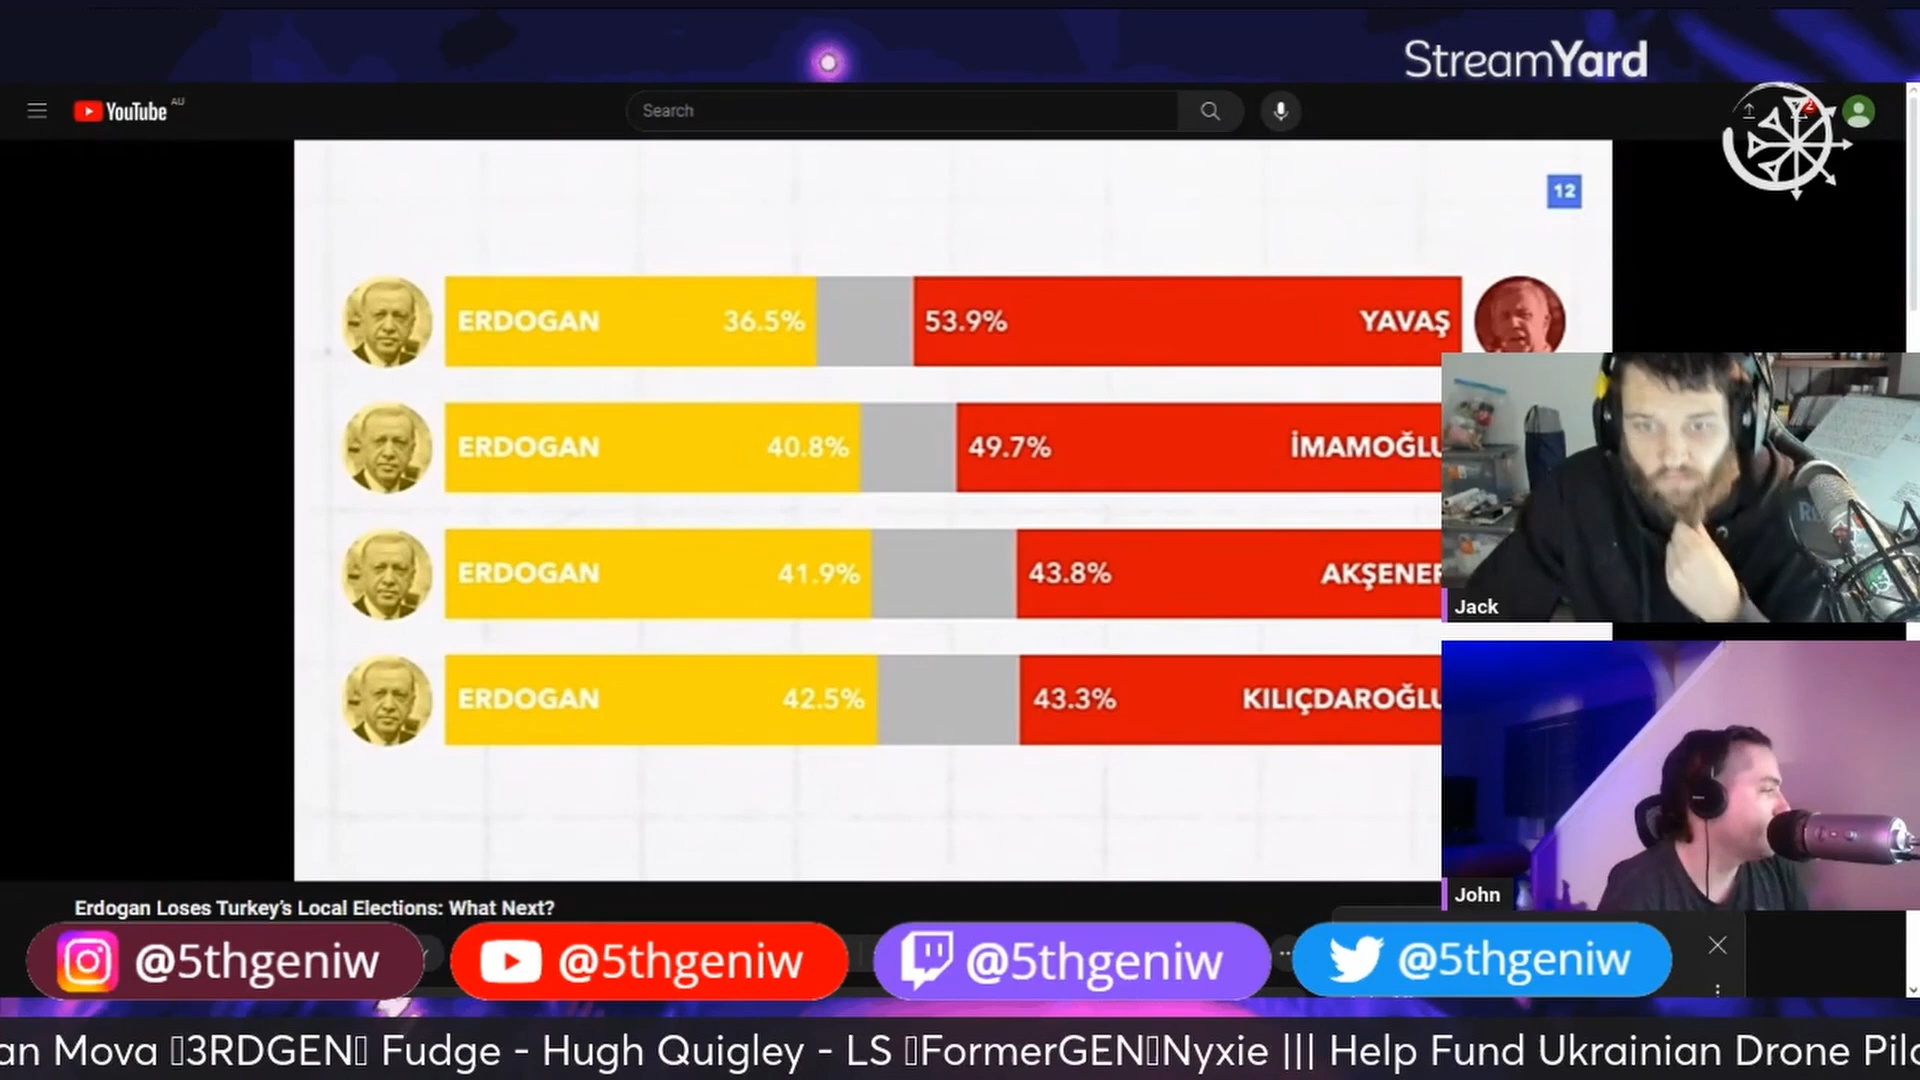 StreamYard
YouTube AU
Search
2
12
ERDOGAN 36.5% 53.9% YAVAŞ
ERDOGAN 40.8% 49.7% İMAMOĞLU
ERDOGAN 41.9% 43.8% AKŞENER
ERDOGAN 42.5% 43.3% KILIÇDAROĞLU
Jack
John
Erdogan Loses Turkey's Local Elections: What Next?
@5thgeniw @5thgeniw @5thgeniw @5thgeniw
an Mova 3RDGEN Fudge - Hugh Quigley - LS FormerGEN Nyxie ||| Help Fund Ukrainian Drone Pilo